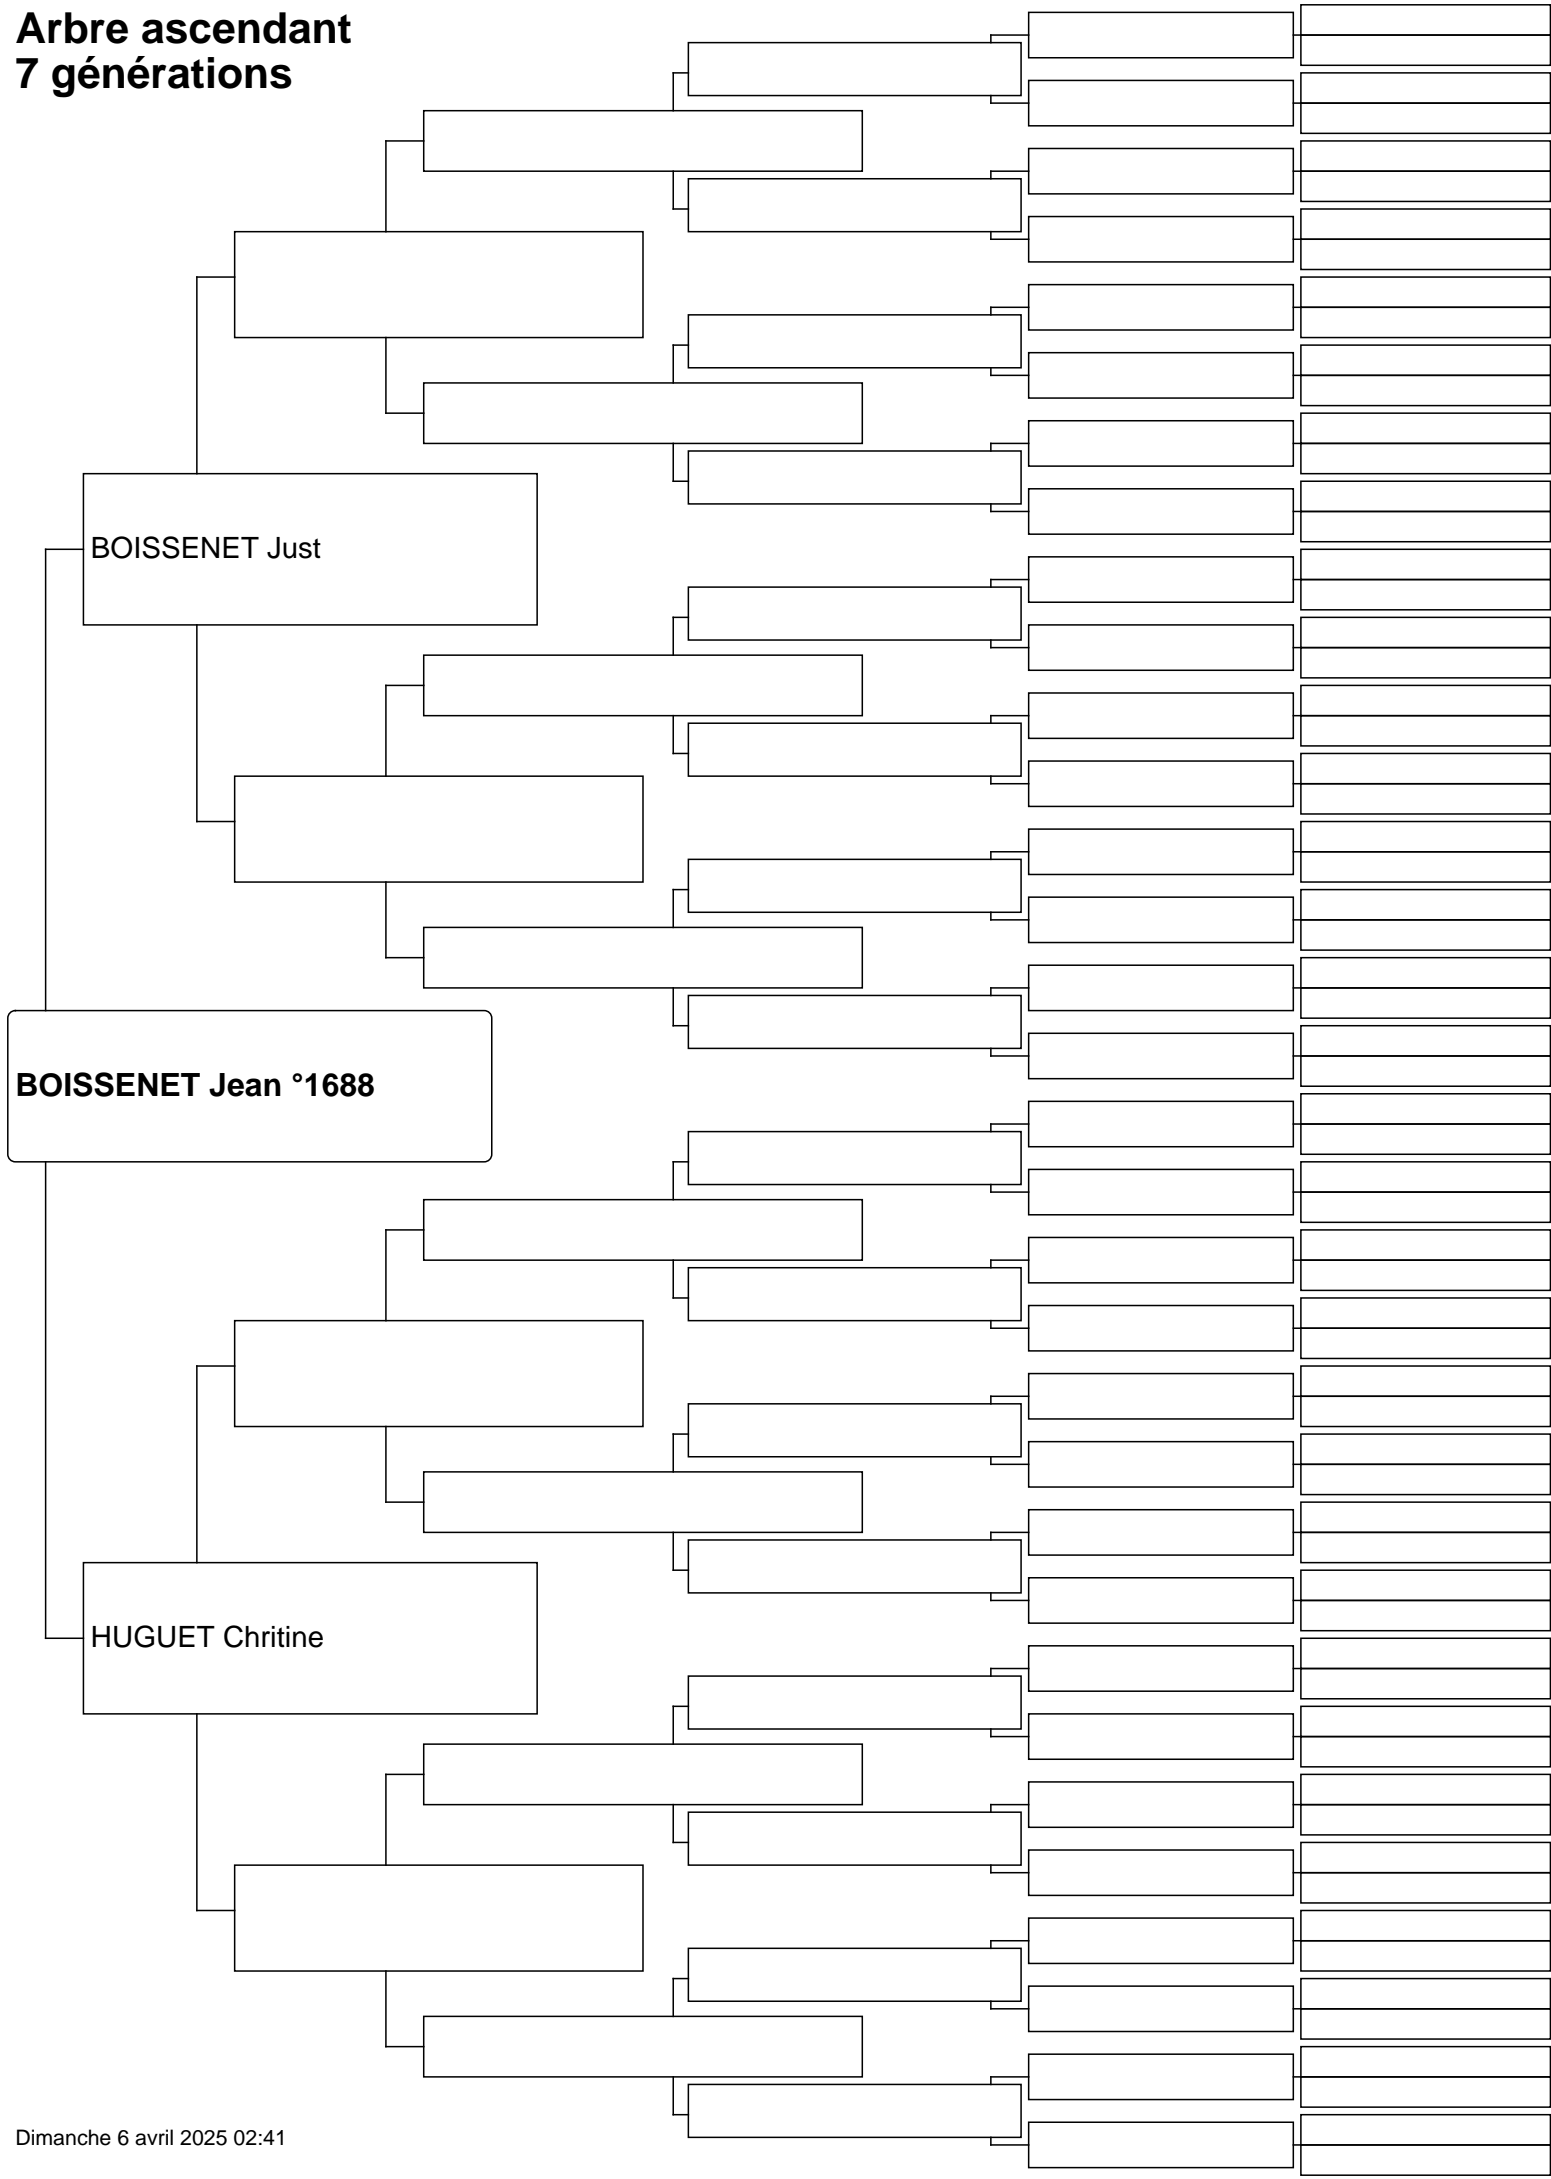 Arbre ascendant
7 générations
BOISSENET Just
BOISSENET Jean °1688
HUGUET Chritine
Dimanche 6 avril 2025 02:41